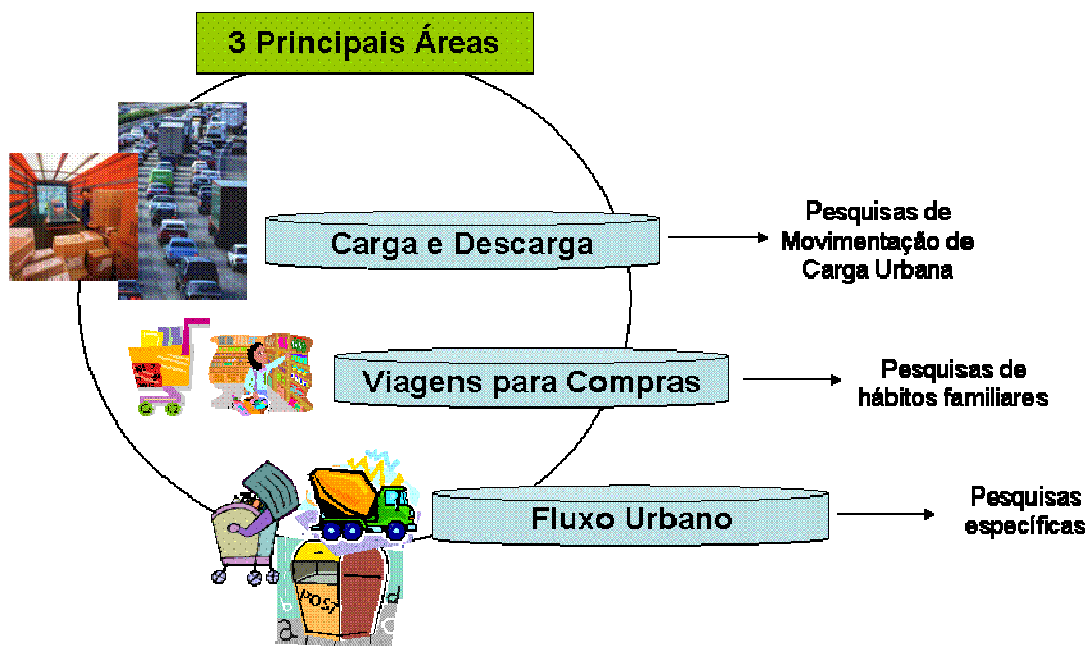 3 Principais Áreas
Carga e Descarga
Pesquisas de
Movimentação de
Carga Urbana
Viagens para Compras
Pesquisas de
hábitos familiares
Fluxo Urbano
Pesquisas
específicas
POST
b
d
a
d